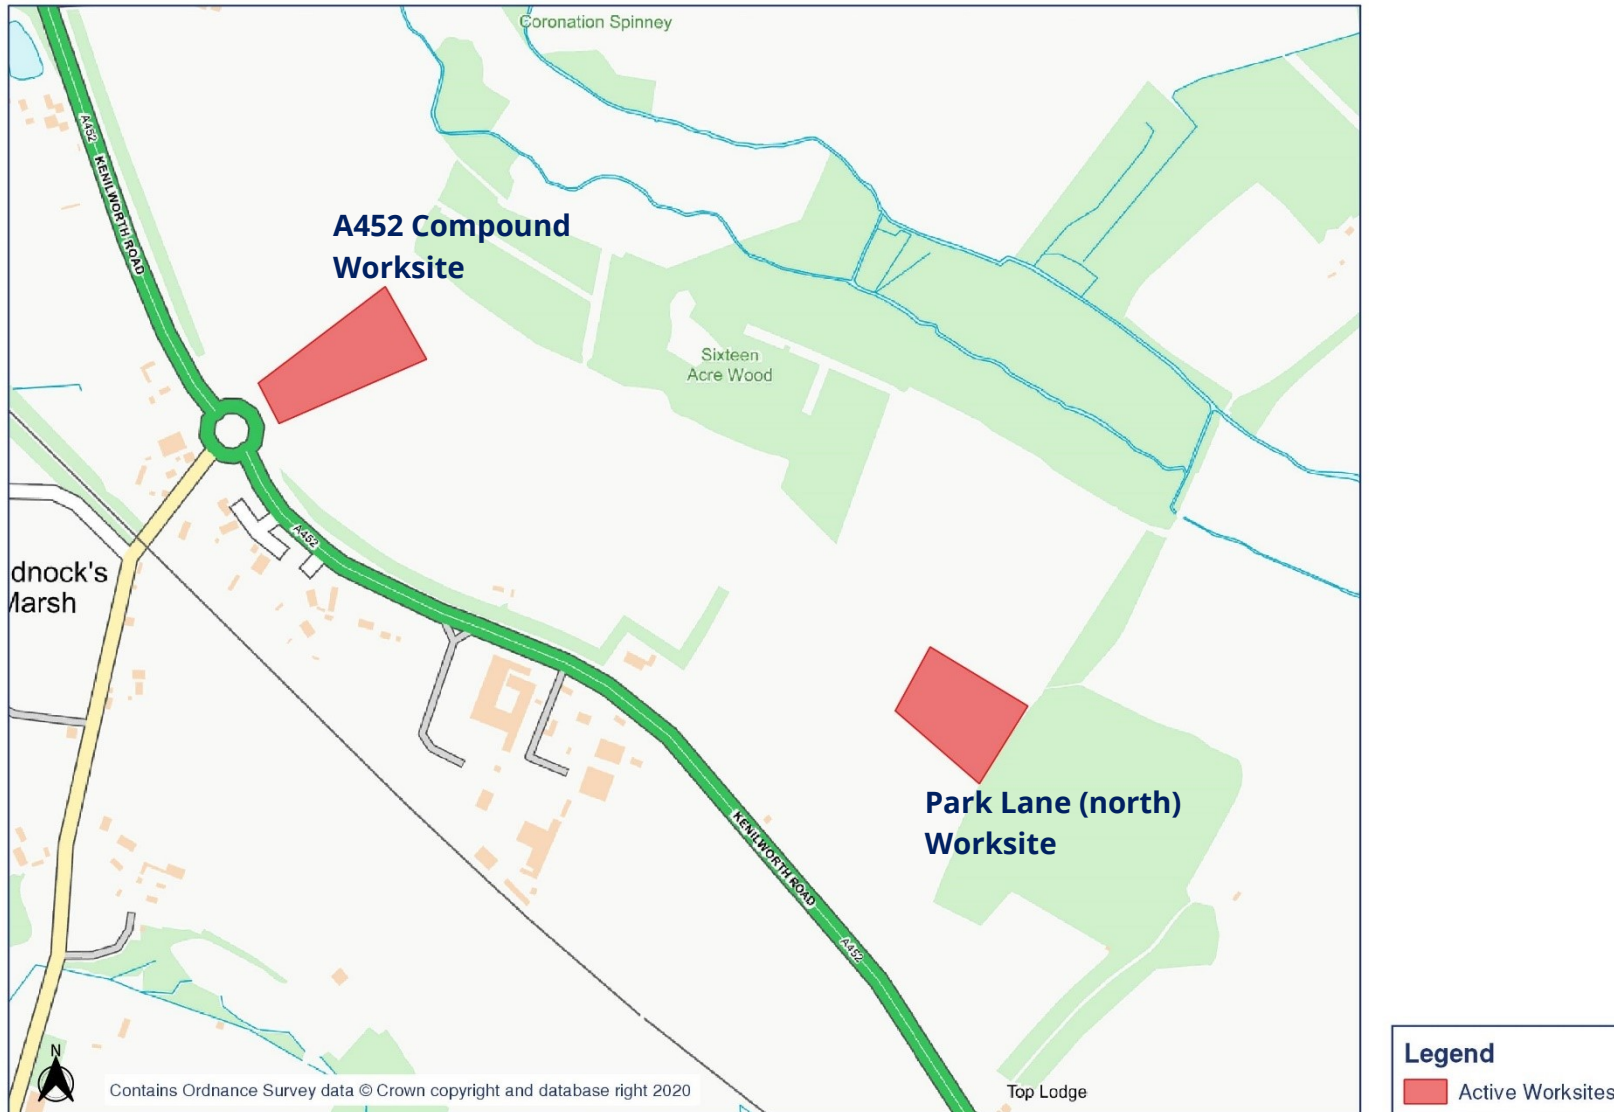 Coronation Spinney
A452
KENILWORTH ROAD
A452 Compound
Worksite
Sixteen
Acre Wood
A452
dnock's
Marsh
Park Lane (north)
Worksite
KENILWORTH ROAD
A452
N
Contains Ordnance Survey data © Crown copyright and database right 2020
Top Lodge
Legend
Active Worksites